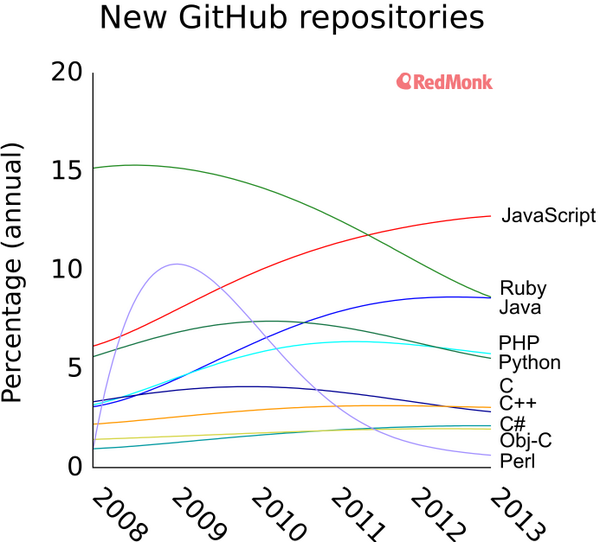 New GitHub repositories
RedMonk
Percentage (annual)
20
15
10
5
0
JavaScript
Ruby
Java
PHP
Python
C
C++
C#
Obj-C
Perl
2008
2009
2010
2011
2012
2013